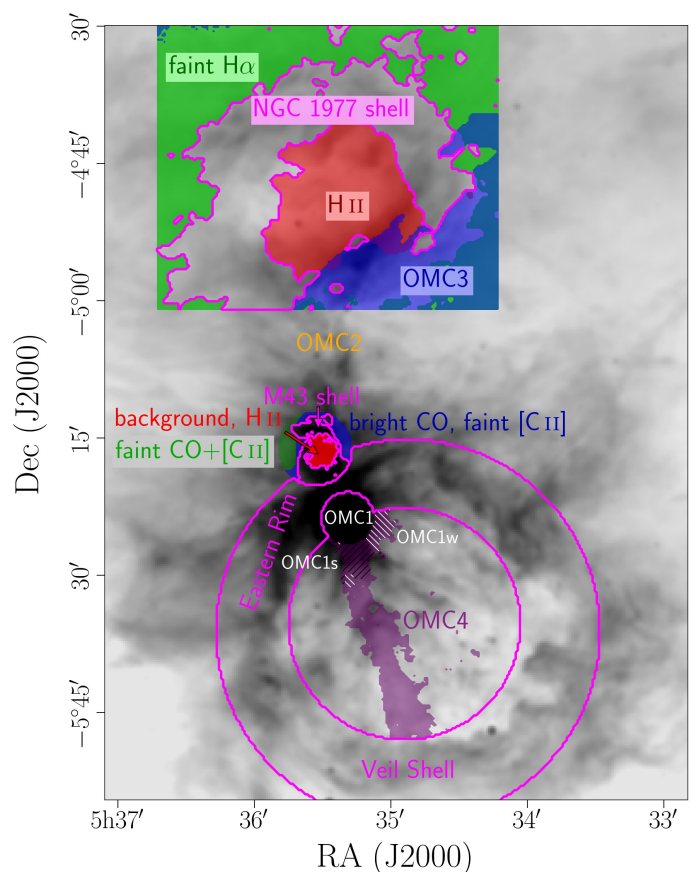 30′
faint Hα
NGC 1977 shell
−4°45′
H II
OMC3
−5°00′
OMC2
M43 shell
background, H II
bright CO, faint [C II]
15′
faint CO+[C II]
Dec (J2000)
OMC1
Eastern Rim
OMC1w
OMC1s
30′
OMC4
−5°45′
Veil Shell
5h37′
36′
35′
34′
33′
RA (J2000)